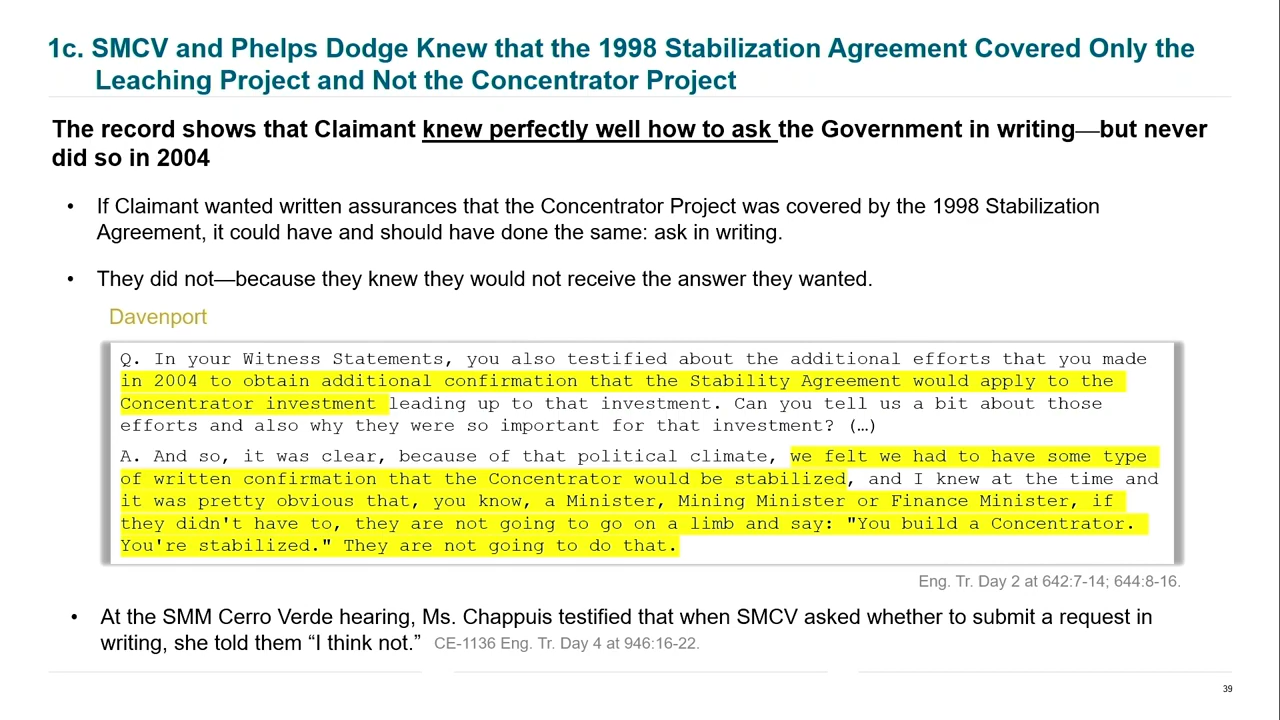 1c. SMCV and Phelps Dodge Knew that the 1998 Stabilization Agreement Covered Only the
Leaching Project and Not the Concentrator Project
The record shows that Claimant knew perfectly well how to ask the Government in writing—but never
did so in 2004
• If Claimant wanted written assurances that the Concentrator Project was covered by the 1998 Stabilization
Agreement, it could have and should have done the same: ask in writing.
• They did not—because they knew they would not receive the answer they wanted.
Davenport
Q. In your Witness Statements, you also testified about the additional efforts that you made
in 2004 to obtain additional confirmation that the Stability Agreement would apply to the
Concentrator investment leading up to that investment. Can you tell us a bit about those
efforts and also why they were so important for that investment? (…)
A. And so, it was clear, because of that political climate, we felt we had to have some type
of written confirmation that the Concentrator would be stabilized, and I knew at the time and
it was pretty obvious that, you know, a Minister, Mining Minister or Finance Minister, if
they didn't have to, they are not going to go on a limb and say: "You build a Concentrator.
You're stabilized." They are not going to do that.
Eng. Tr. Day 2 at 642:7-14; 644:8-16.
• At the SMM Cerro Verde hearing, Ms. Chappuis testified that when SMCV asked whether to submit a request in
writing, she told them “I think not.” CE-1136 Eng. Tr. Day 4 at 946:16-22.
39